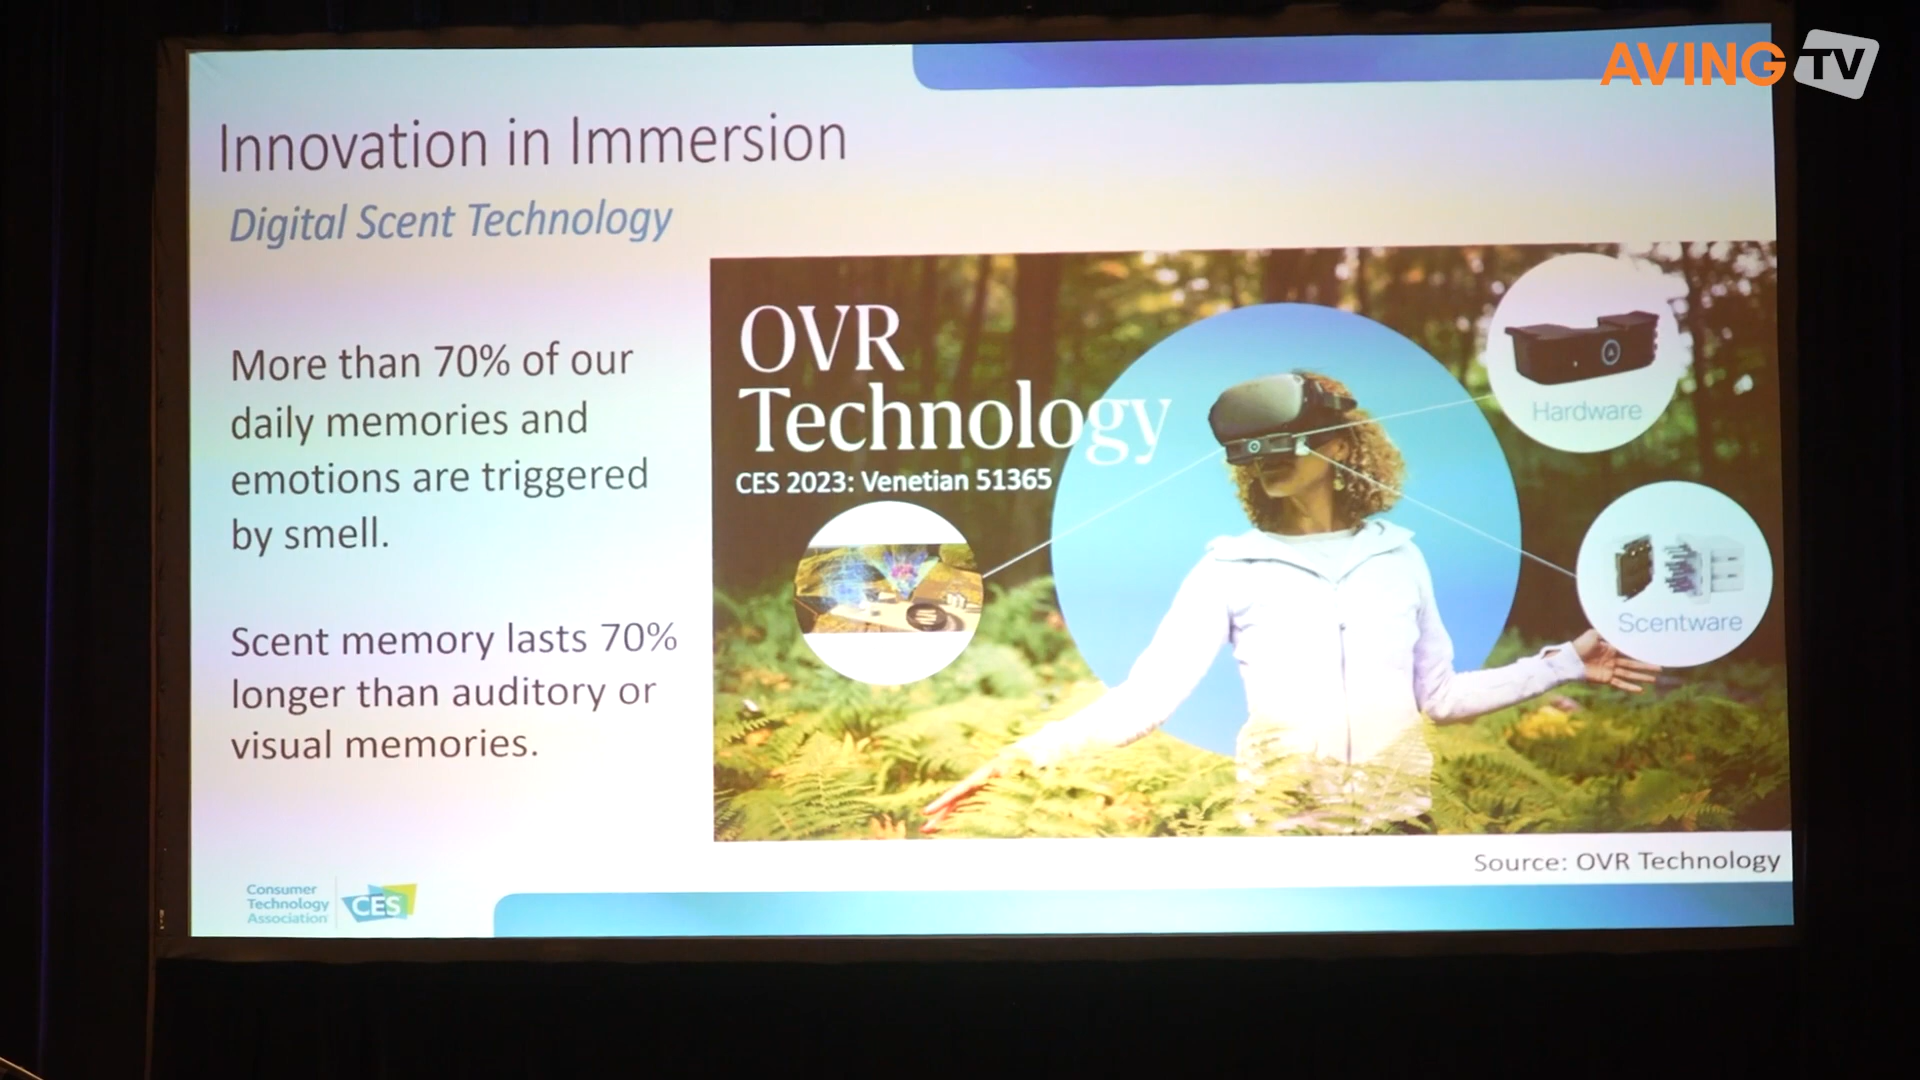 AVING TV
Innovation in Immersion
Digital Scent Technology
More than 70% of our
daily memories and
emotions are triggered
by smell.
Scent memory lasts 70%
longer than auditory or
visual memories.
OVR
Technology
CES 2023: Venetian 51365
Hardware
Scentware
Source: OVR Technology
Consumer
Technology
Association
CES